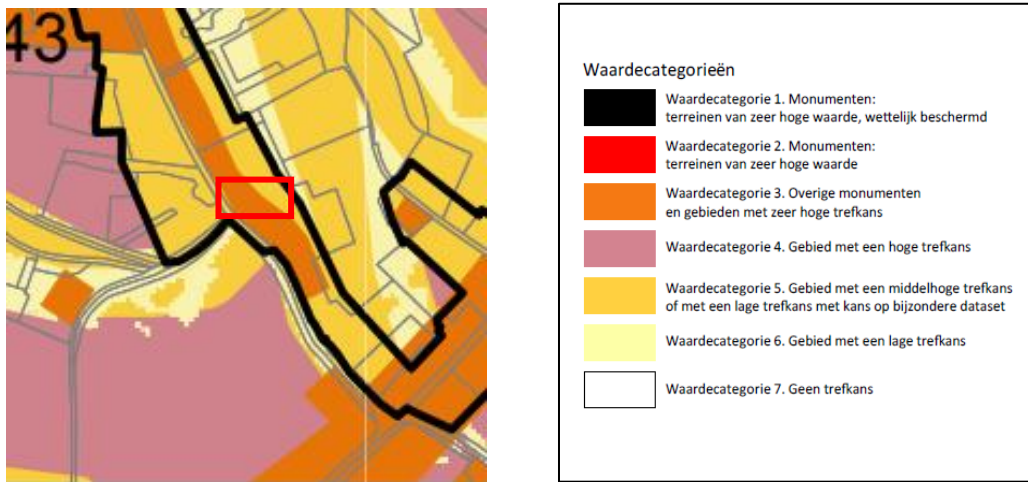 43
Waardecategorieën
Waardecategorie 1. Monumenten:
terreinen van zeer hoge waarde, wettelijk beschermd
Waardecategorie 2. Monumenten:
terreinen van zeer hoge waarde
Waardecategorie 3. Overige monumenten
en gebieden met zeer hoge trefkans
Waardecategorie 4. Gebied met een hoge trefkans
Waardecategorie 5. Gebied met een middelhoge trefkans
of met een lage trefkans met kans op bijzondere dataset
Waardecategorie 6. Gebied met een lage trefkans
Waardecategorie 7. Geen trefkans